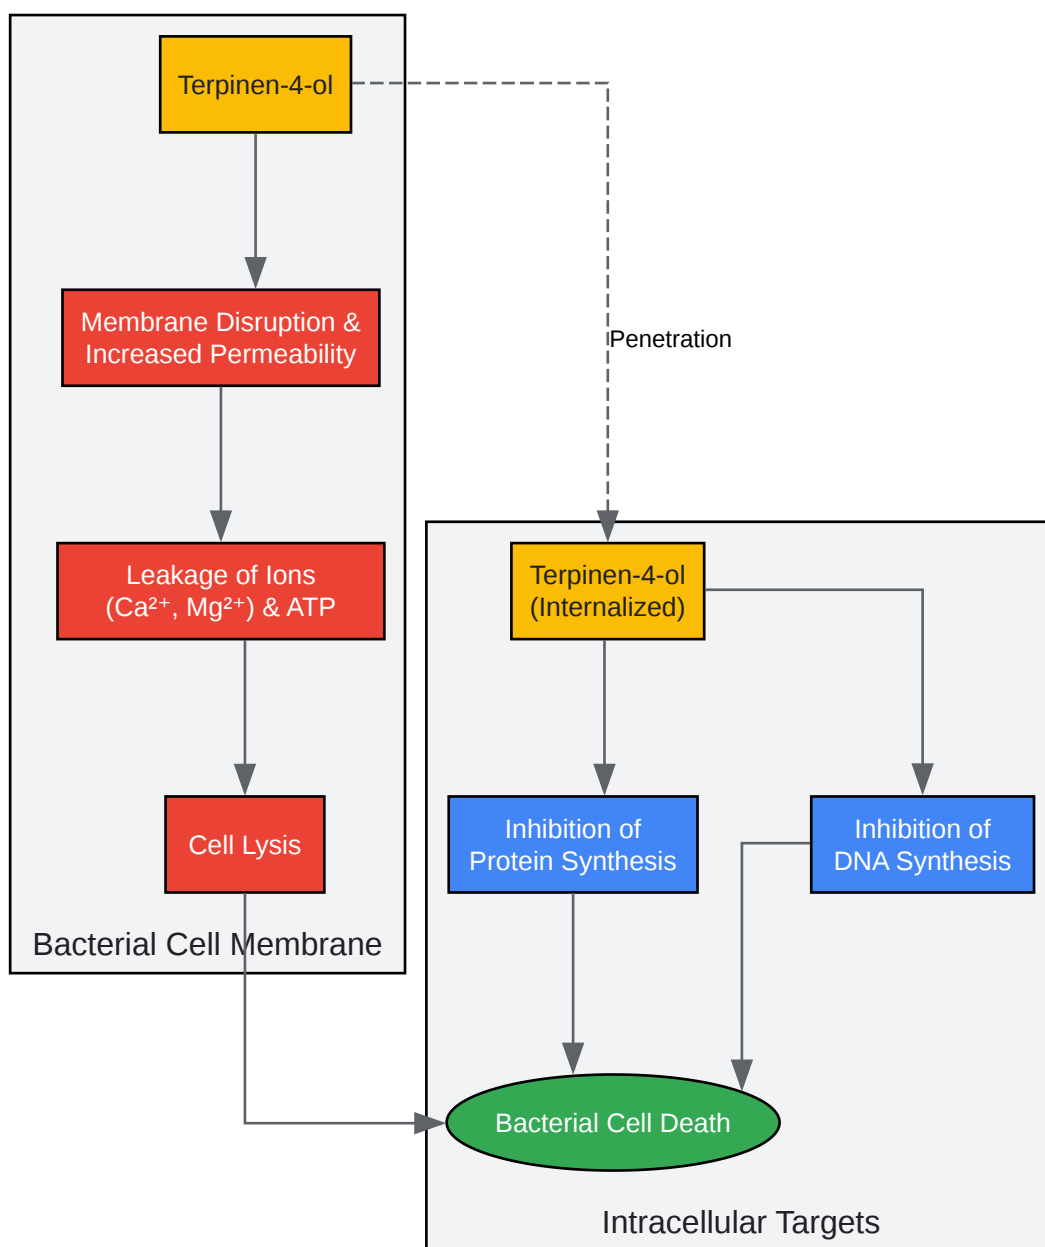 Terpinen-4-ol
Membrane Disruption &
Increased Permeability
Penetration
Leakage of Ions
(Ca²⁺, Mg²⁺) & ATP
Terpinen-4-ol
(Internalized)
Cell Lysis
Inhibition of
Protein Synthesis
Inhibition of
DNA Synthesis
Bacterial Cell Membrane
Bacterial Cell Death
Intracellular Targets